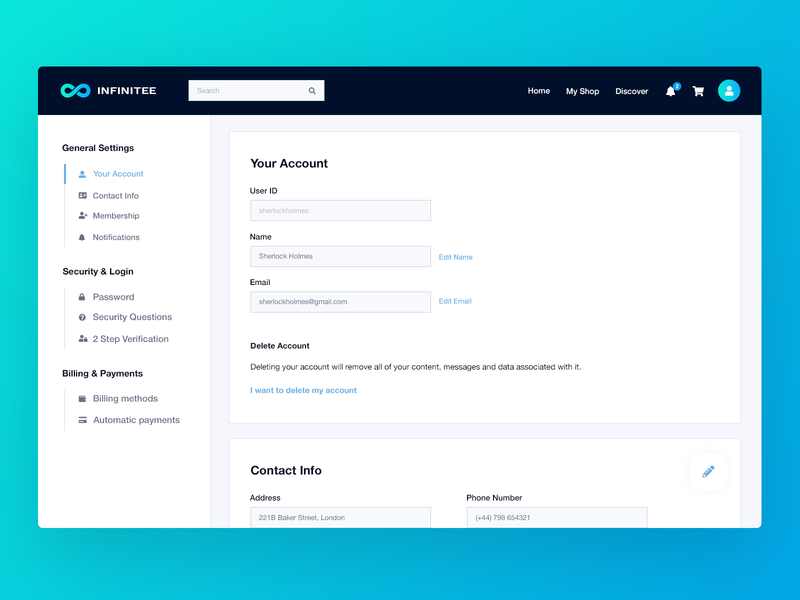 INFINITEE
Search
Home
My Shop
Discover
2
General Settings
Your Account
Contact Info
Membership
Notifications
Security & Login
Password
Security Questions
2 Step Verification
Billing & Payments
Billing methods
Automatic payments
Your Account
User ID
sherlockholmes
Name
Sherlock Holmes
Edit Name
Email
sherlockholmes@gmail.com
Edit Email
Delete Account
Deleting your account will remove all of your content, messages and data associated with it.
I want to delete my account
Contact Info
Address
Phone Number
221B Baker Street, London
(+44) 798 654321